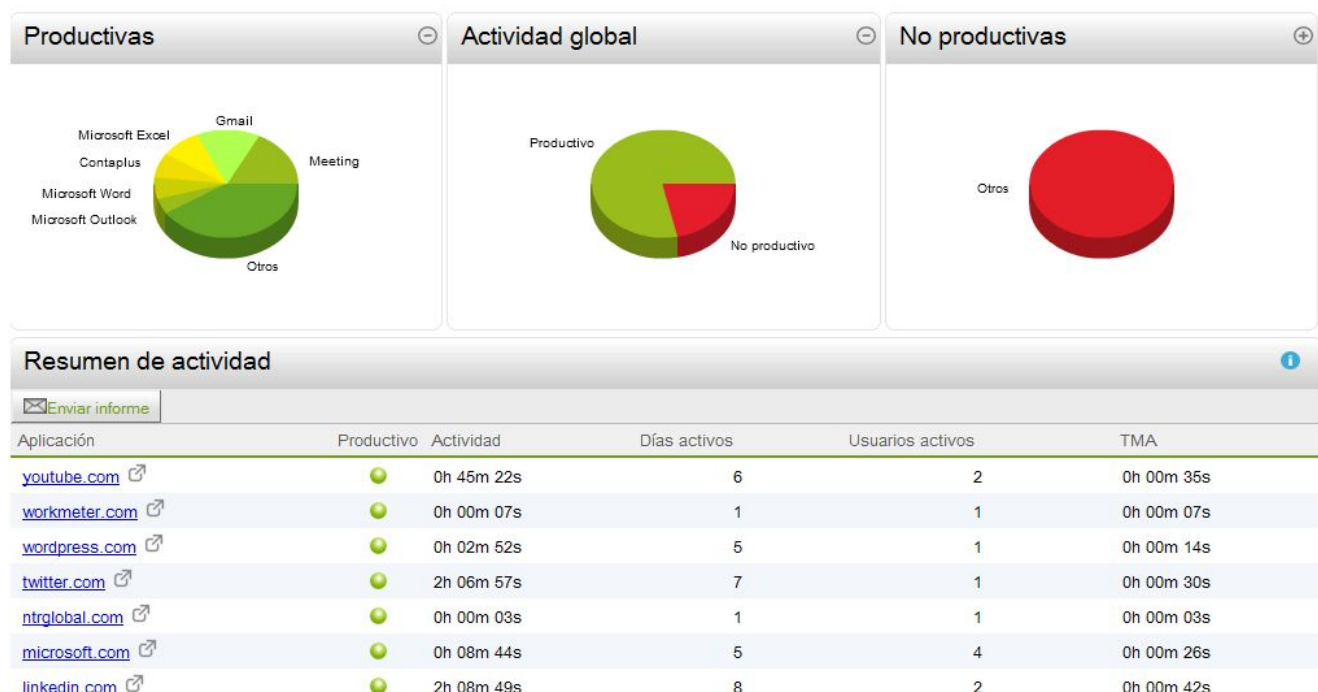 Productivas
Actividad global
No productivas
Gmail
Microsoft Excel
Contaplus
Meeting
Microsoft Word
Microsoft Outlook
Otros
Productivo
No productivo
Otros
Resumen de actividad
Enviar informe
Aplicación Productivo Actividad Días activos Usuarios activos TMA
youtube.com 0h 45m 22s 6 2 0h 00m 35s
workmeter.com 0h 00m 07s 1 1 0h 00m 07s
wordpress.com 0h 02m 52s 5 1 0h 00m 14s
twitter.com 2h 06m 57s 7 1 0h 00m 30s
ntrglobal.com 0h 00m 03s 1 1 0h 00m 03s
microsoft.com 0h 08m 44s 5 4 0h 00m 26s
linkedin.com 2h 08m 49s 8 2 0h 00m 42s